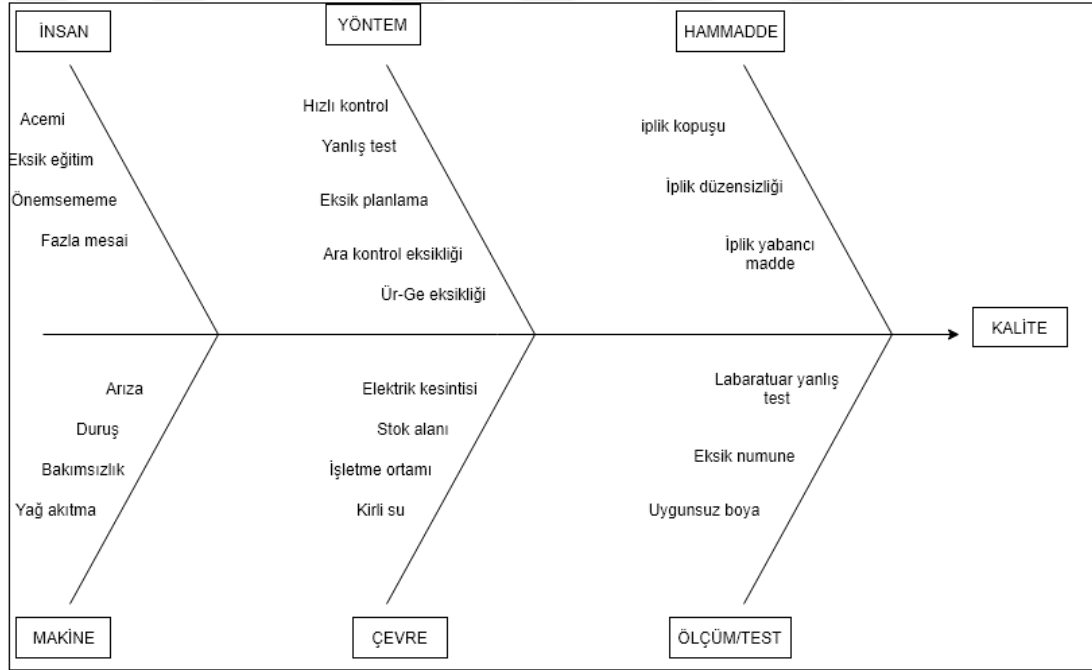 İNSAN
YÖNTEM
HAMMADDE
Acemi
Eksik eğitim
Önemsememe
Fazla mesai
Hızlı kontrol
Yanlış test
Eksik planlama
Ara kontrol eksikliği
Ür-Ge eksikliği
iplik kopuşu
İplik düzensizliği
İplik yabancı
madde
KALİTE
Arıza
Duruş
Bakımsızlık
Yağ akıtma
Elektrik kesintisi
Stok alanı
İşletme ortamı
Kirli su
Labaratuar yanlış
test
Eksik numune
Uygunsuz boya
MAKİNE
ÇEVRE
ÖLÇÜM/TEST